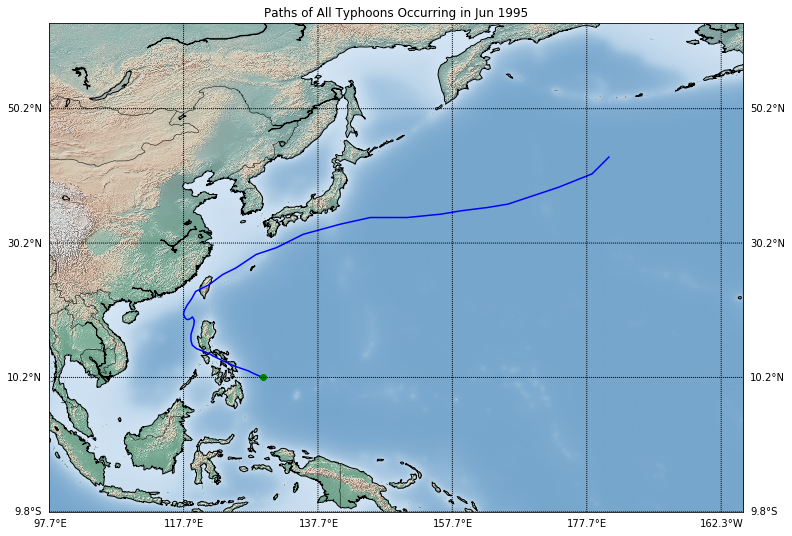 Paths of All Typhoons Occurring in Jun 1995
50.2°N 50.2°N
30.2°N 30.2°N
10.2°N 10.2°N
9.8°S 9.8°S
97.7°E 117.7°E 137.7°E 157.7°E 177.7°E 162.3°W